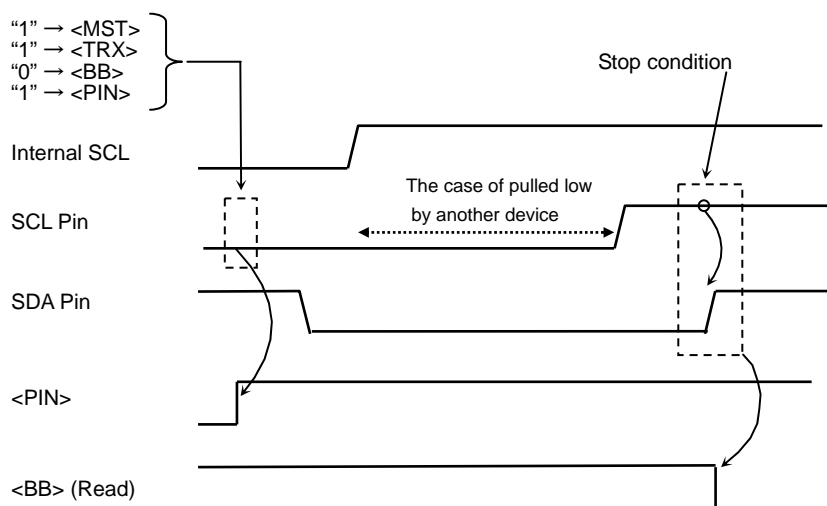 “1” → <MST>
“1” → <TRX>
“0” → <BB>
“1” → <PIN>
Stop condition
Internal SCL
The case of pulled low
by another device
SCL Pin
SDA Pin
<PIN>
<BB> (Read)